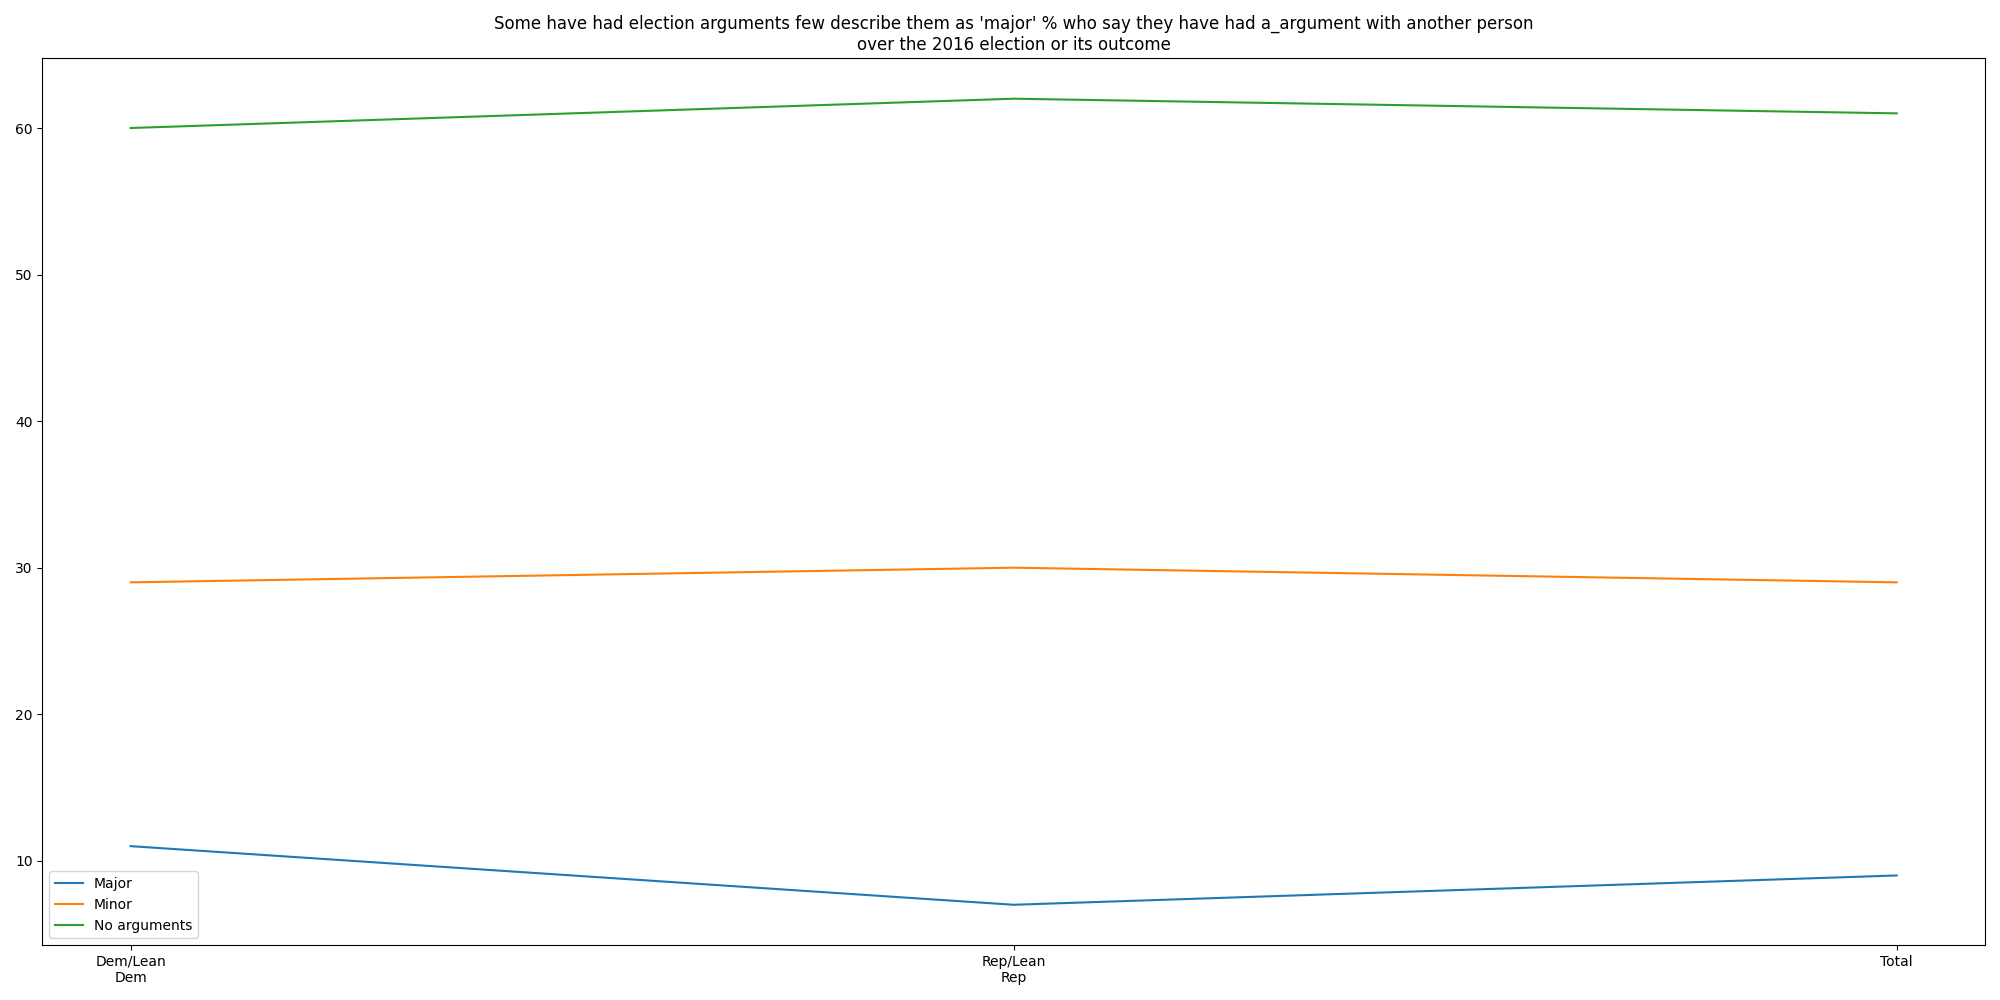 Some have had election arguments few describe them as 'major' % who say they have had a_argument with another person
over the 2016 election or its outcome
60
50
40
30
20
10
Major
Minor
No arguments
Dem/Lean
Dem
Rep/Lean
Rep
Total